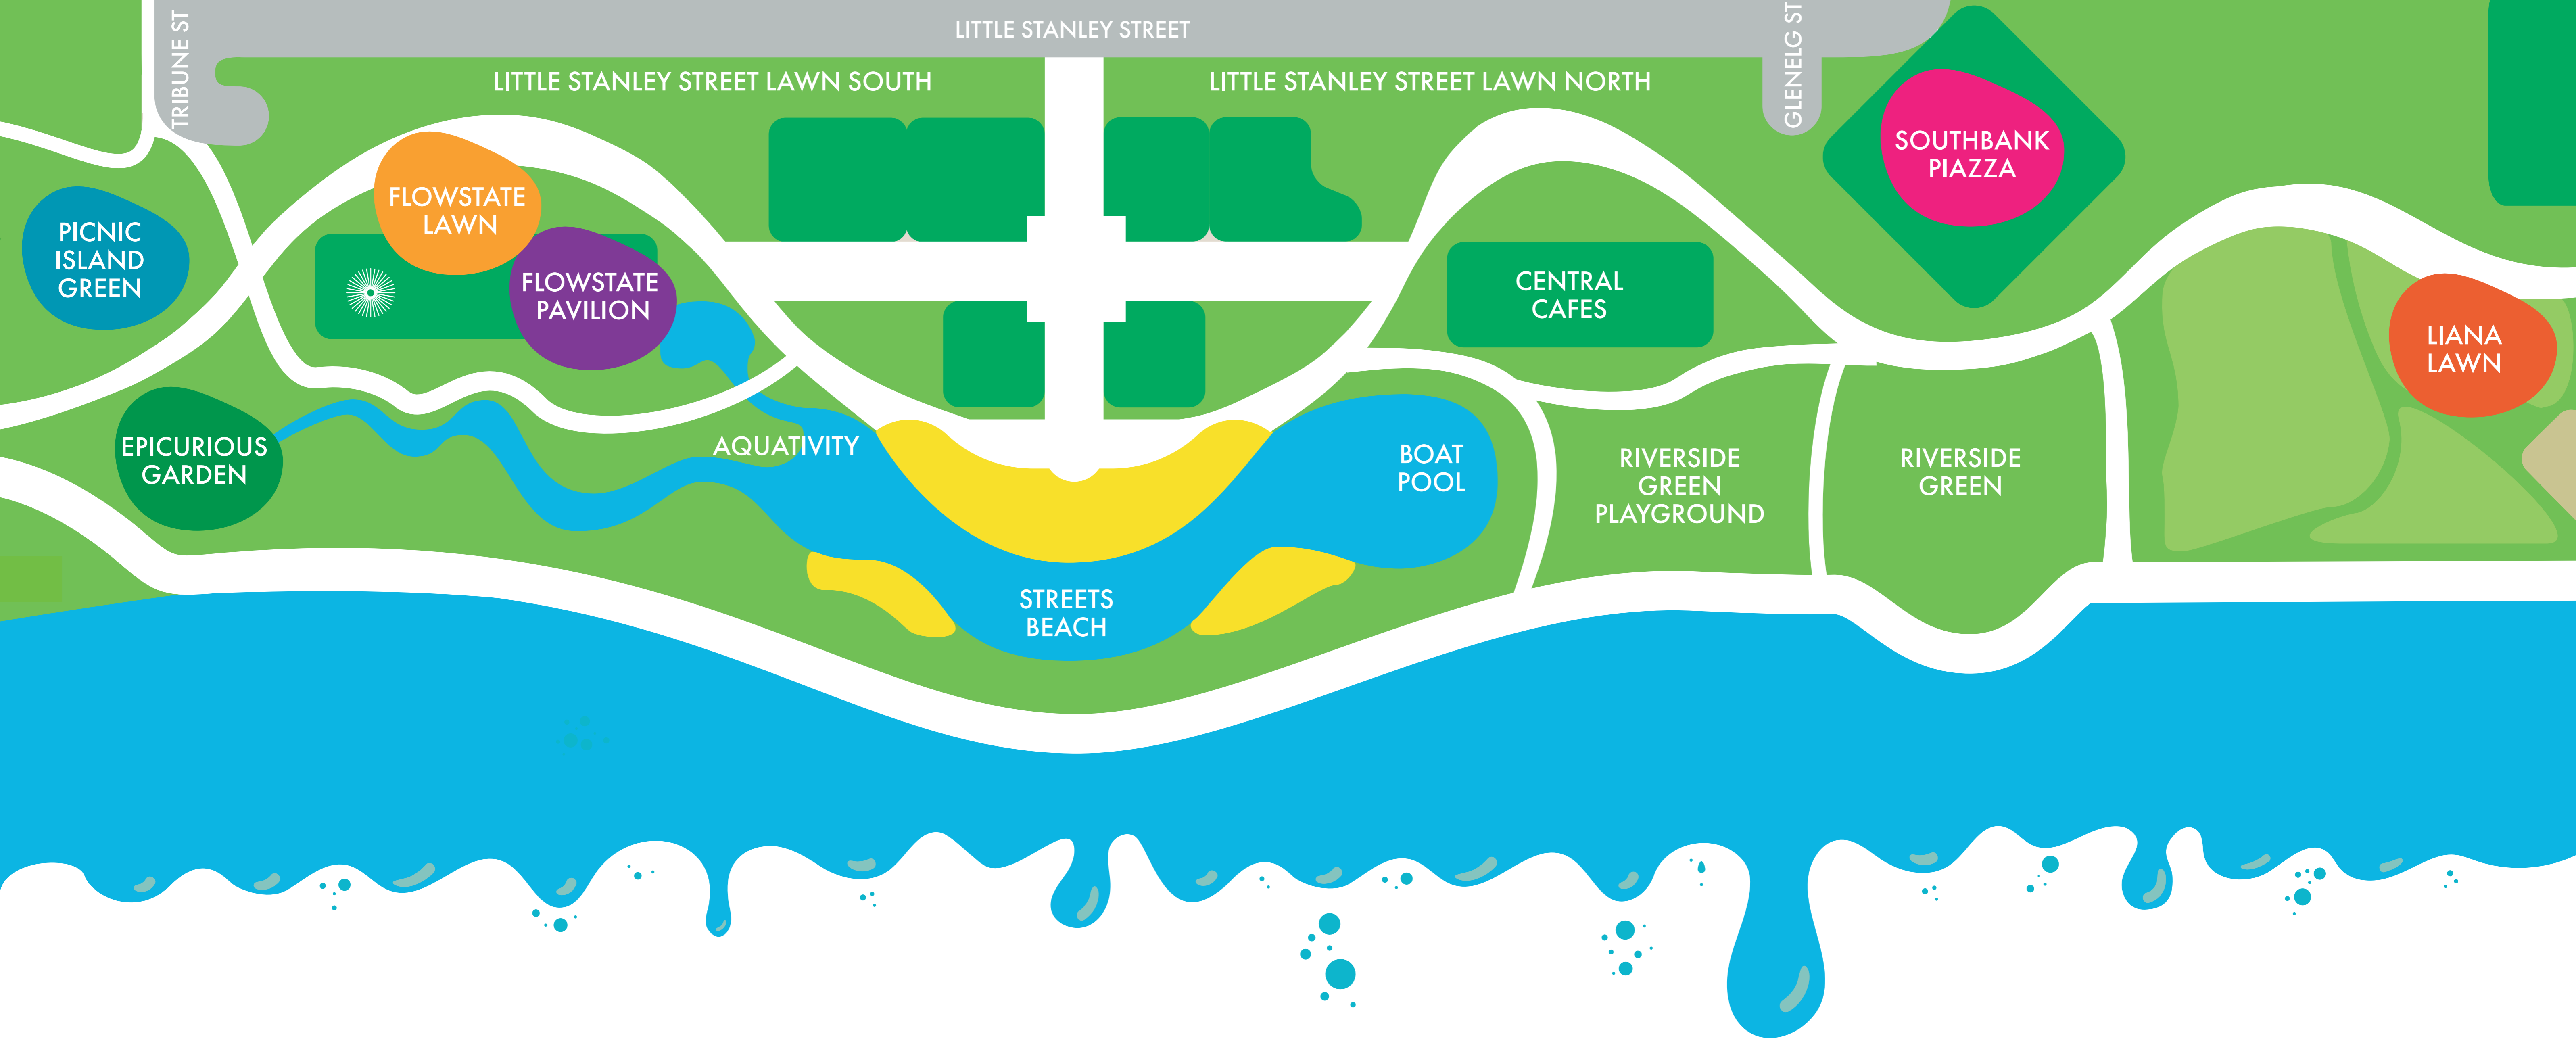 TRIBUNE ST
LITTLE STANLEY STREET
GLENELG ST
LITTLE STANLEY STREET LAWN SOUTH
LITTLE STANLEY STREET LAWN NORTH
SOUTHBANK
PIAZZA
FLOWSTATE
LAWN
PICNIC
ISLAND
GREEN
FLOWSTATE
PAVILION
CENTRAL
CAFES
LIANA
LAWN
EPICURIOUS
GARDEN
AQUATIVITY
BOAT
POOL
RIVERSIDE
GREEN
PLAYGROUND
RIVERSIDE
GREEN
STREETS
BEACH